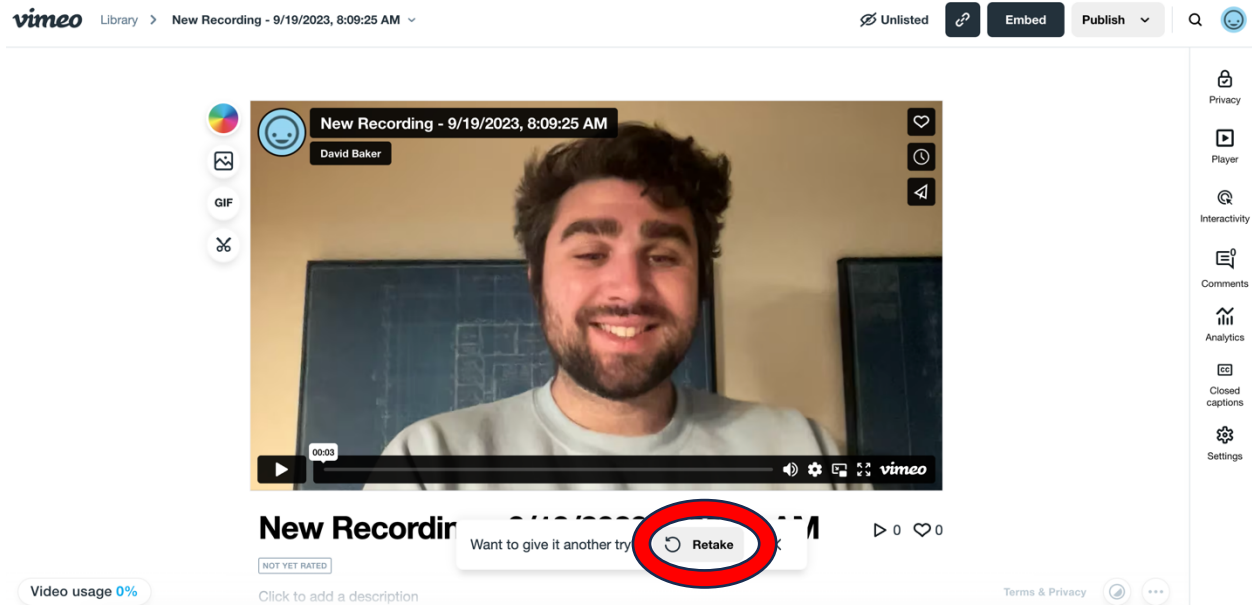 vimeo Library New Recording - 9/19/2023, 8:09:25 AM Unlisted Embed Publish
Privacy
Player
Interactivity
0
Comments
Analytics
CC
Closed
captions
Settings
GIF
New Recording - 9/19/2023, 8:09:25 AM
David Baker
00:03
vimeo
New Recordin AM 0 0
Want to give it another try Retake
NOT YET RATED
Click to add a description
Video usage 0% Terms & Privacy